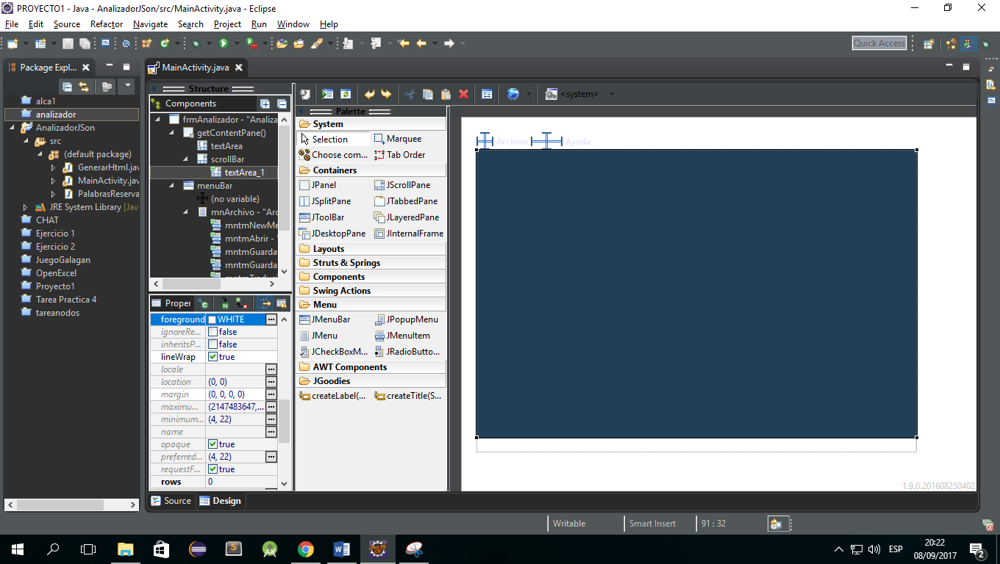 PROYECTO1 - Java - AnalizadorJSon/src/MainActivity.java - Eclipse
File Edit Source Refactor Navigate Search Project Run Window Help
Quick Access
Package Expl...
alca1
analizador
AnalizadorJSon
src
(default package)
GenerarHtml.jav
MainActivity.jav
PalabrasReserva
JRE System Library [Jav
CHAT
Ejercicio 1
Ejercicio 2
JuegoGalagan
OpenExcel
Proyecto1
Tarea Practica 4
tareanodos
MainActivity.java
Structure
Components
frmAnalizador - "Analiza
getContentPane()
textArea
scrollBar
textArea_1
menuBar
(no variable)
mnArchivo - "Arc
mntmNewMe
mntmAbrir - "
mntmGuarda
mntmGuarda
Proper
foreground WHITE
ignoreRe... false
inheritsP... false
lineWrap true
locale
location (0, 0)
margin (0, 0, 0, 0)
maximu... (2147483647,...
minimum... (4, 22)
name
opaque true
preferred... (4, 22)
requestF... true
rows 0
<system>
Palette
System
Selection Marquee
Choose com... Tab Order
Containers
JPanel JScrollPane
JSplitPane JTabbedPane
JToolBar JLayeredPane
JDesktopPane JInternalFrame
Layouts
Struts & Springs
Components
Swing Actions
Menu
JMenuBar JPopupMenu
JMenu JMenuItem
JCheckBoxM... JRadioButto...
AWT Components
JGoodies
createLabel(... createTitle(S...
Archivo Ayuda
1.9.0.201608250402
Source Design
Writable Smart Insert 91 : 32
ESP
20:22
08/09/2017
2